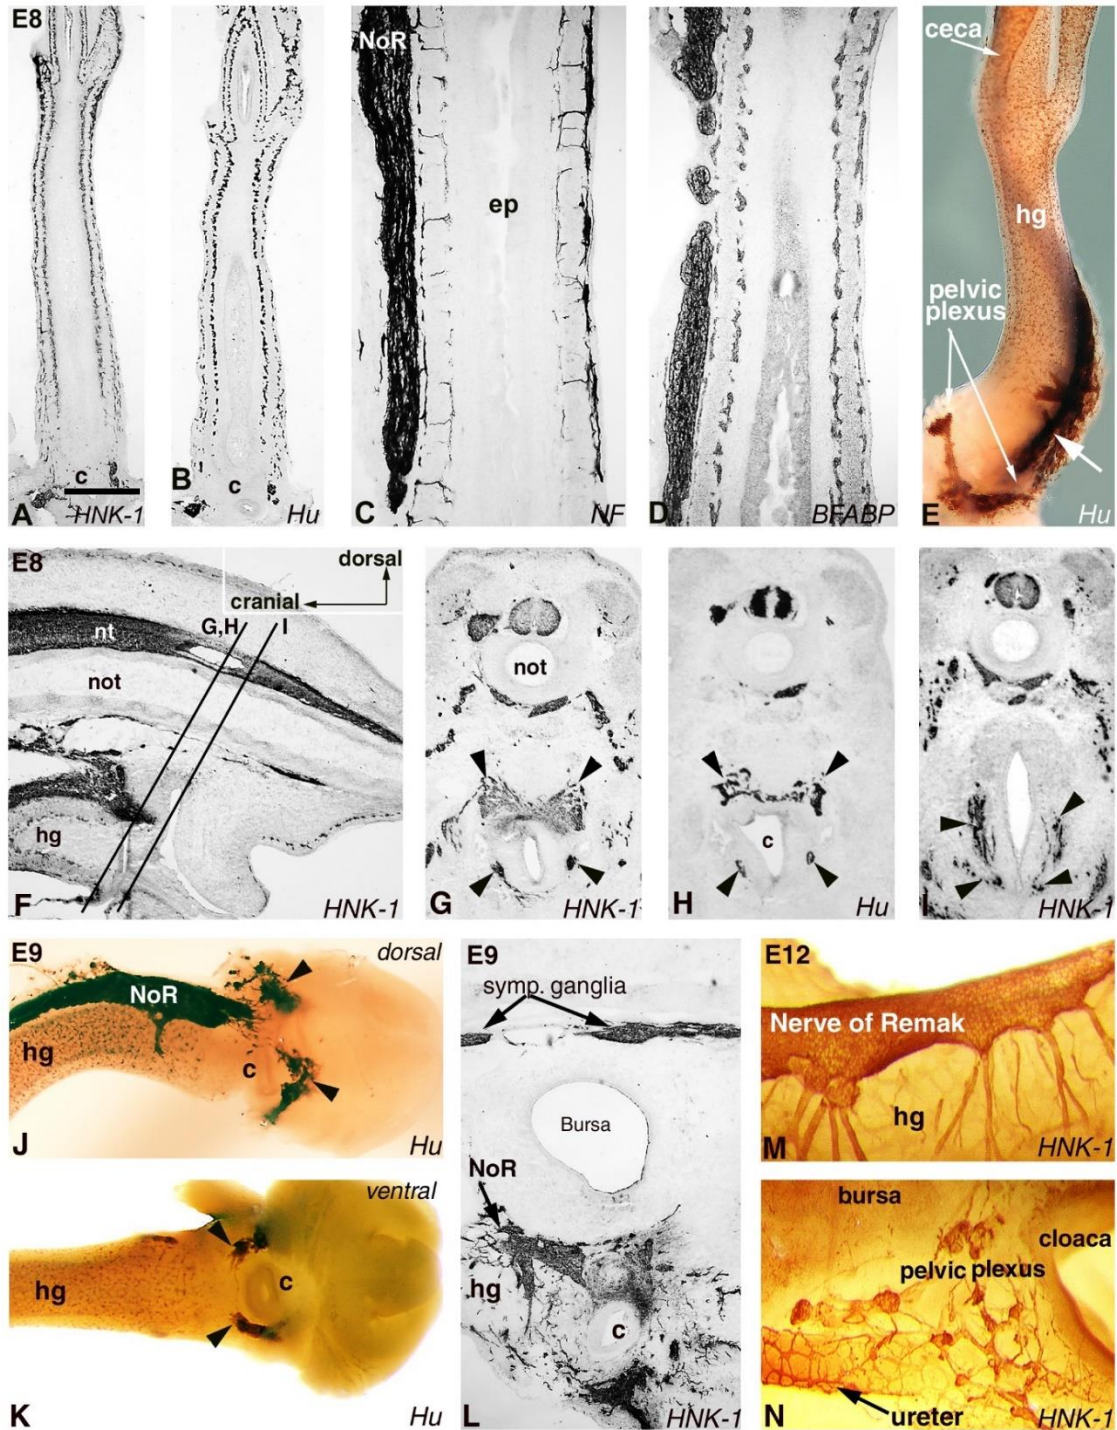 E8
c
A
HNK-1
B
c
Hu
NoR
ep
C
NF
D
BFABP
ceca
hg
pelvic
plexus
E
Hu
E8
dorsal
cranial
G,H
I
nt
not
hg
F
HNK-1
not
G
HNK-1
c
H
Hu
I
HNK-1
E9
dorsal
NoR
hg
c
J
Hu
ventral
hg
c
K
Hu
E9
symp. ganglia
Bursa
NoR
hg
c
L
HNK-1
E12
Nerve of Remak
hg
M
HNK-1
bursa
cloaca
pelvic plexus
ureter
N
HNK-1